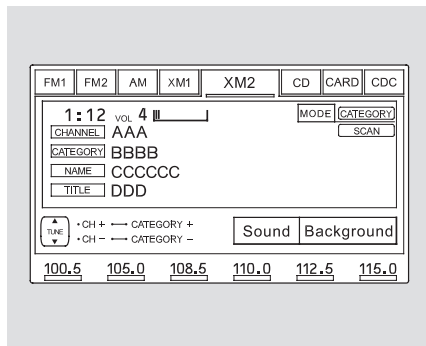 FM1 FM2 AM XM1 XM2 CD CARD CDC
1:12 VOL 4 MODE CATEGORY
CHANNEL AAA SCAN
CATEGORY BBBB
NAME CCCCCC
TITLE DDD
TUNE •CH + ⟷ CATEGORY +
•CH − ⟷ CATEGORY −
Sound Background
100.5 105.0 108.5 110.0 112.5 115.0